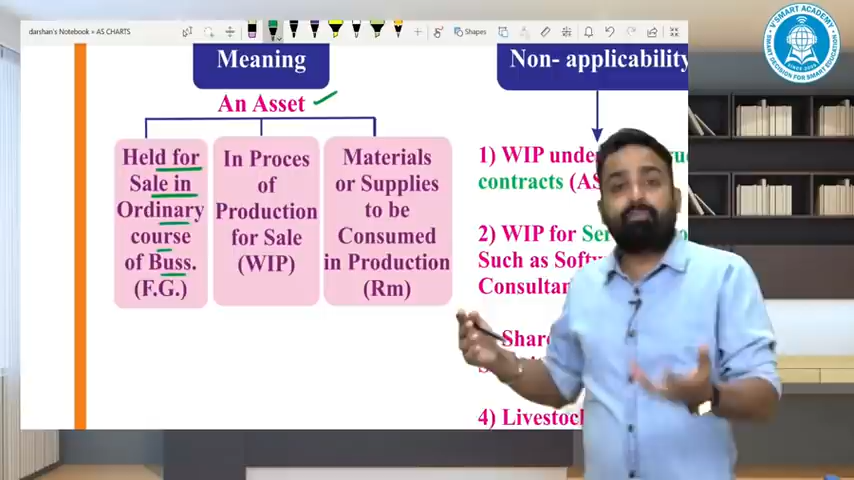 darshan's Notebook » AS CHARTS
Shapes
V'SMART ACADEMY
SINCE 2003
SMART DECISION FOR SMART EDUCATION
Meaning
An Asset
Held for
Sale in
Ordinary
course
of Buss.
(F.G.)
In Proces
of
Production
for Sale
(WIP)
Materials
or Supplies
to be
Consumed
in Production
(Rm)
Non- applicability
1) WIP under
contracts (AS
2) WIP for
Such as
Consultan
Share
4) Livestock